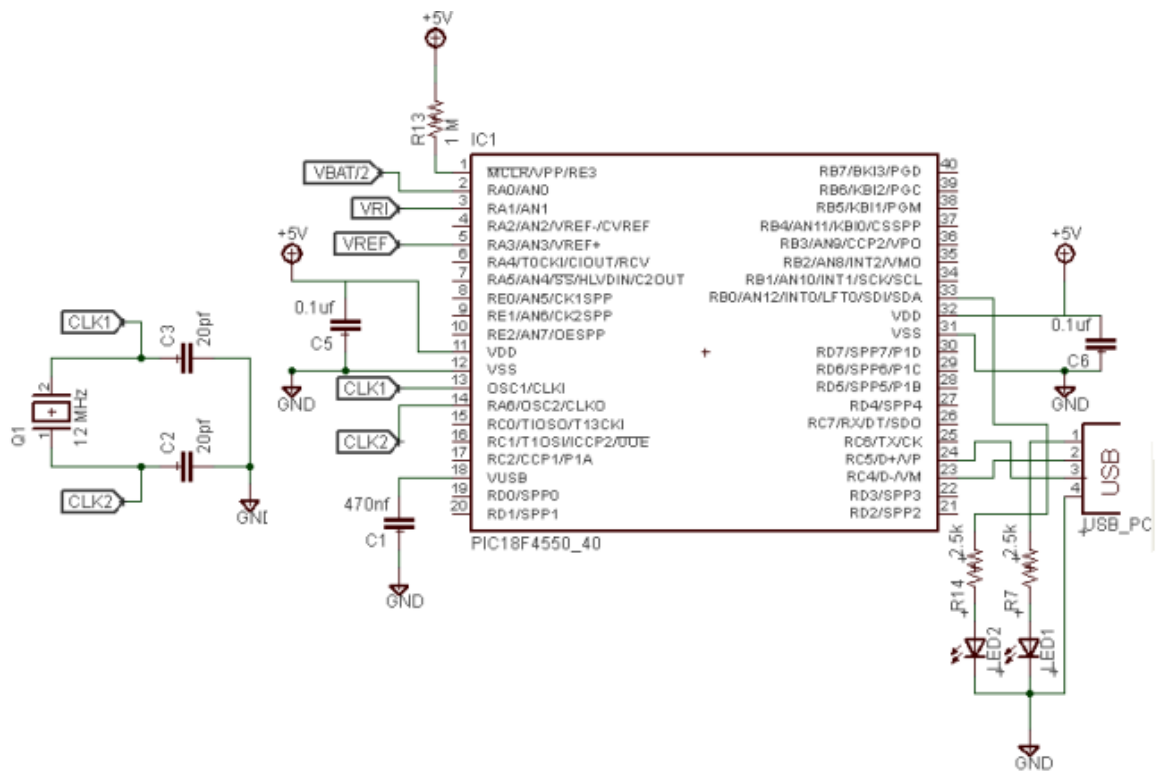 +5V
R13
1 M
IC1
VBAT/2
VRI
VREF
+5V
0.1uf
C5
GND
CLK1
CLK2
470nf
C1
GND
1 MCLR/VPP/RE3
2 RA0/AN0
3 RA1/AN1
4 RA2/AN2/VREF-/CVREF
5 RA3/AN3/VREF+
6 RA4/T0CKI/CIOUT/RCV
7 RA5/AN4/SS/HLVDIN/C2OUT
8 RE0/AN5/CK1SPP
9 RE1/AN6/CK2SPP
10 RE2/AN7/OESPP
11 VDD
12 VSS
13 OSC1/CLKI
14 RA6/OSC2/CLKO
15 RC0/TIOSO/T13CKI
16 RC1/T1OSI/ICCP2/UOE
17 RC2/CCP1/P1A
18 VUSB
19 RD0/SPP0
20 RD1/SPP1
RB7/BKI3/PGD 40
RB6/KBI2/PGC 39
RB5/KBI1/PGM 38
RB4/AN11/KBI0/CSSPP 37
RB3/AN9/CCP2/VPO 36
RB2/AN8/INT2/VMO 35
RB1/AN10/INT1/SCK/SCL 34
RB0/AN12/INT0/LFT0/SDI/SDA 33
VDD 32
VSS 31
RD7/SPP7/P1D 30
RD6/SPP6/P1C 29
RD5/SPP5/P1B 28
RD4/SPP4 27
RC7/RX/DT/SDO 26
RC6/TX/CK 25
RC5/D+/VP 24
RC4/D-/VM 23
RD3/SPP3 22
RD2/SPP2 21
PIC18F4550_40
CLK1
C3
20pf
Q1
2
1
12 MHz
C2
20pf
CLK2
GND
+5V
0.1uf
C6
GND
1
2
3
4
USB
USB_PC
2.5k
R14
2.5k
R7
LED2
LED1
GND